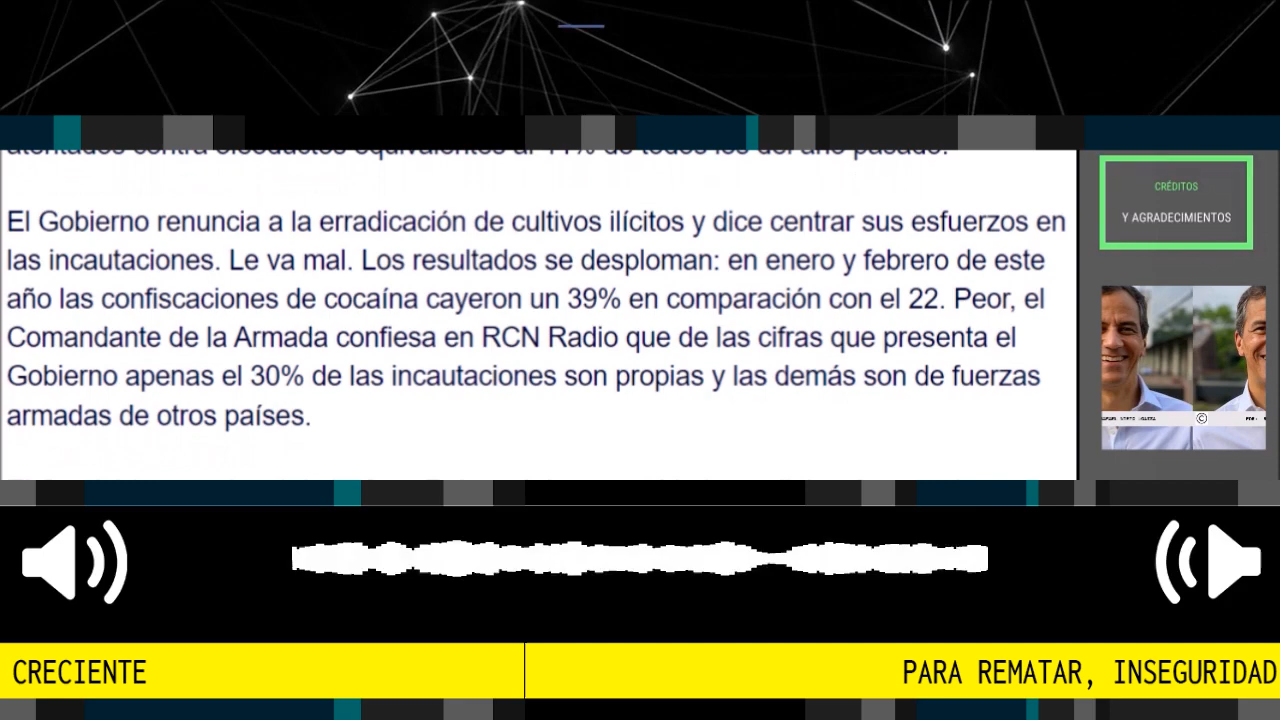 El Gobierno renuncia a la erradicación de cultivos ilícitos y dice centrar sus esfuerzos en
las incautaciones. Le va mal. Los resultados se desploman: en enero y febrero de este
año las confiscaciones de cocaína cayeron un 39% en comparación con el 22. Peor, el
Comandante de la Armada confiesa en RCN Radio que de las cifras que presenta el
Gobierno apenas el 30% de las incautaciones son propias y las demás son de fuerzas
armadas de otros países.
CRÉDITOS
Y AGRADECIMIENTOS
©
CRECIENTE
PARA REMATAR, INSEGURIDAD